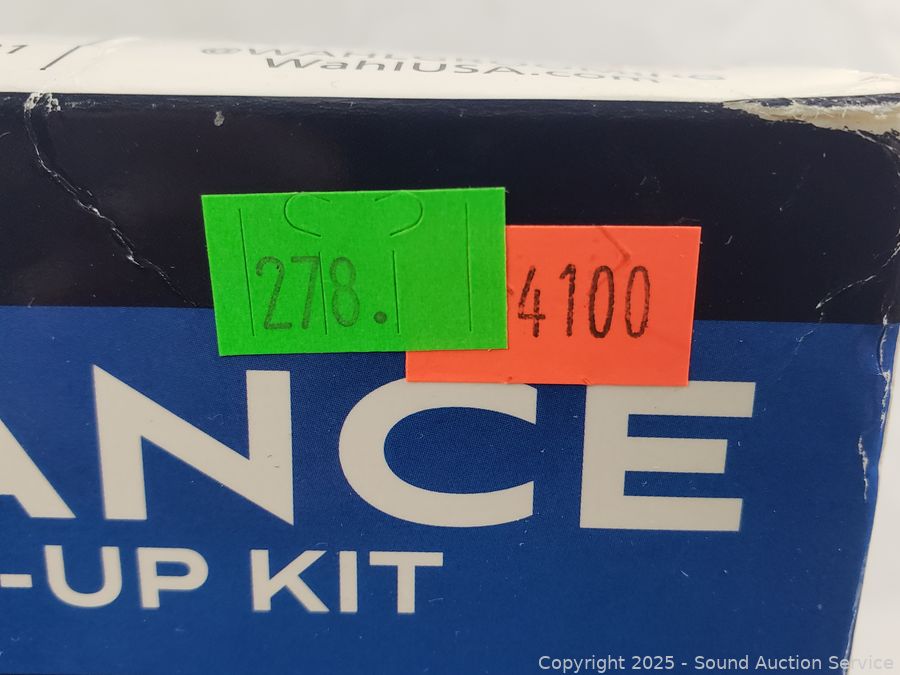 WahlUSA.com
278.
4100
ANCE
-UP KIT
Copyright © 2025 - Sound Auction Service